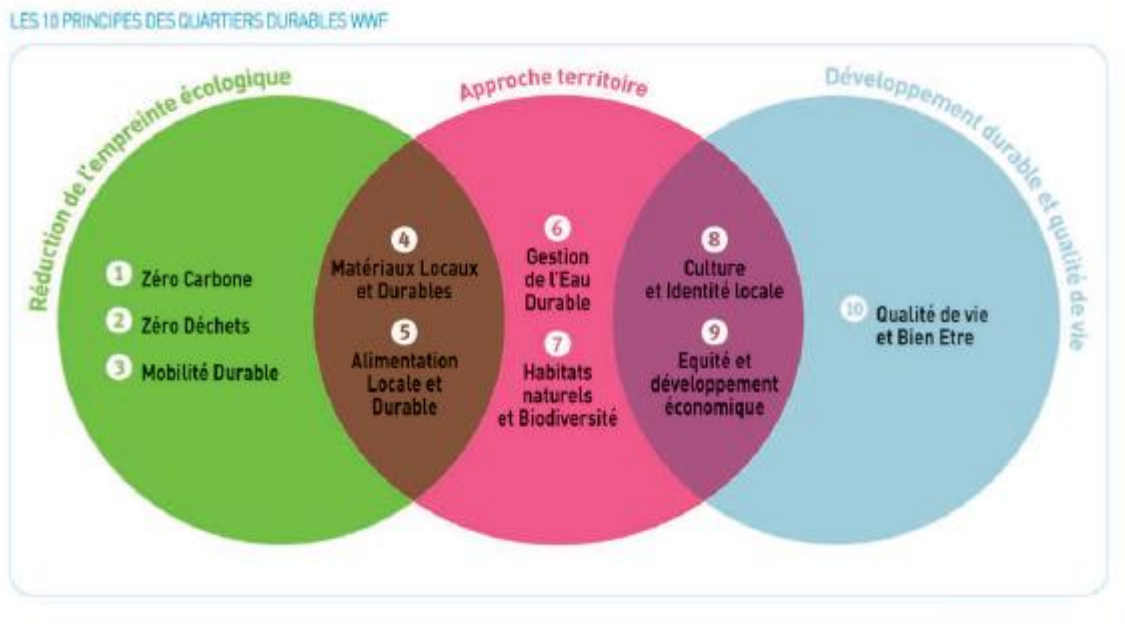 LES 10 PRINCIPES DES QUARTIERS DURABLES WWF
Réduction de l'empreinte écologique
Approche territoire
Développement durable et qualité de vie
1 Zéro Carbone
2 Zéro Déchets
3 Mobilité Durable
4
Matériaux Locaux
et Durables
5
Alimentation
Locale et
Durable
6
Gestion
de l'Eau
Durable
7
Habitats
naturels
et Biodiversité
8
Culture
et Identité locale
9
Equité et
développement
économique
10 Qualité de vie
et Bien Etre